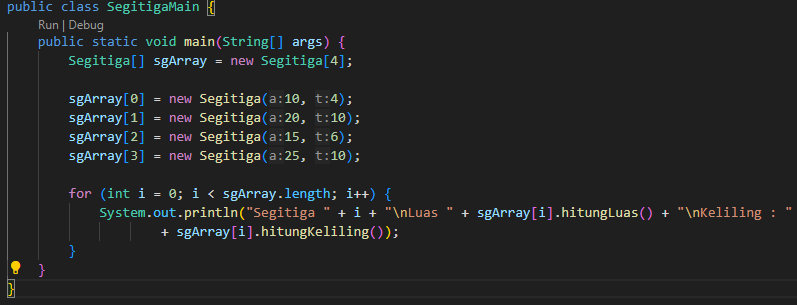 public class SegitigaMain {
Run | Debug
public static void main(String[] args) {
Segitiga[] sgArray = new Segitiga[4];
sgArray[0] = new Segitiga(a:10, t:4);
sgArray[1] = new Segitiga(a:20, t:10);
sgArray[2] = new Segitiga(a:15, t:6);
sgArray[3] = new Segitiga(a:25, t:10);
for (int i = 0; i < sgArray.length; i++) {
System.out.println("Segitiga " + i + "\nLuas " + sgArray[i].hitungLuas() + "\nKeliling : "
+ sgArray[i].hitungKeliling());
}
}
}